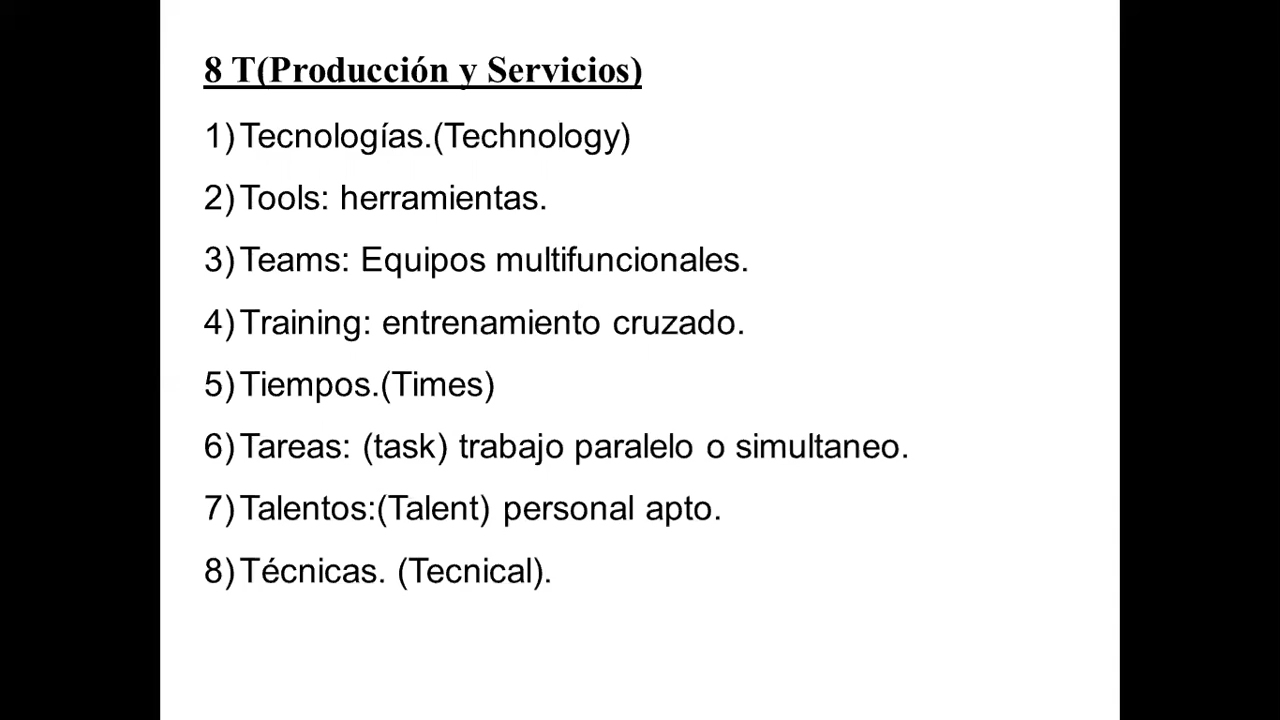 8 T(Producción y Servicios)
1) Tecnologías.(Technology)
2) Tools: herramientas.
3) Teams: Equipos multifuncionales.
4) Training: entrenamiento cruzado.
5) Tiempos.(Times)
6) Tareas: (task) trabajo paralelo o simultaneo.
7) Talentos:(Talent) personal apto.
8) Técnicas. (Tecnical).